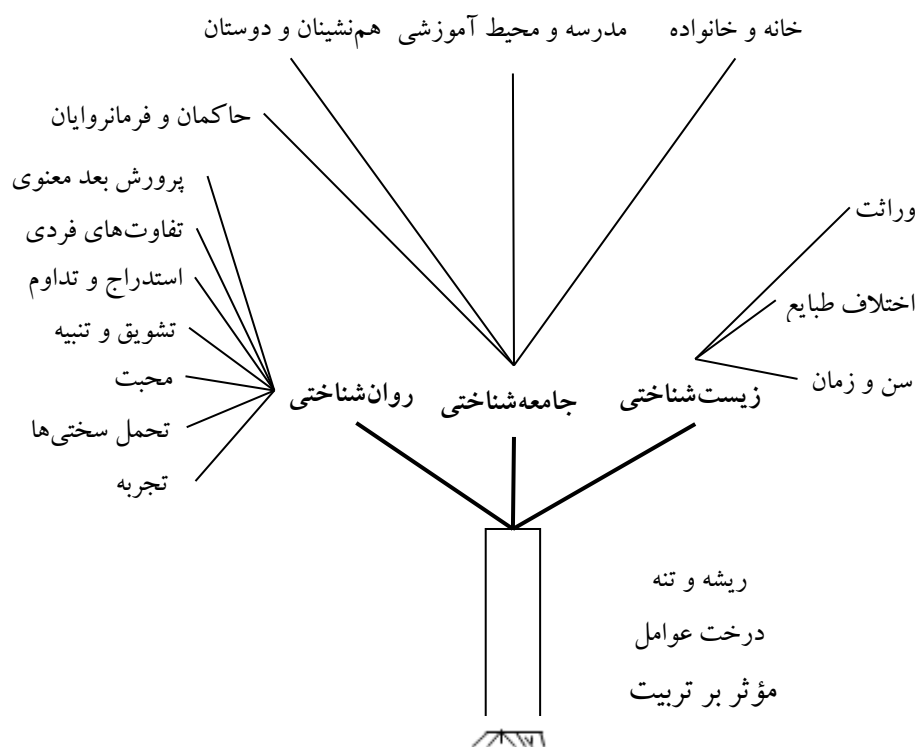 خانه و خانواده
مدرسه و محیط آموزشی
هم‌نشینان و دوستان
حاکمان و فرمانروایان
پرورش بعد معنوی
تفاوت‌های فردی
استدراج و تداوم
تشویق و تنبیه
محبت
تحمل سختی‌ها
تجربه
وراثت
اختلاف طبایع
سن و زمان
زیست‌شناختی
جامعه‌شناختی
روان‌شناختی
ریشه و تنه
درخت عوامل
مؤثر بر تربیت